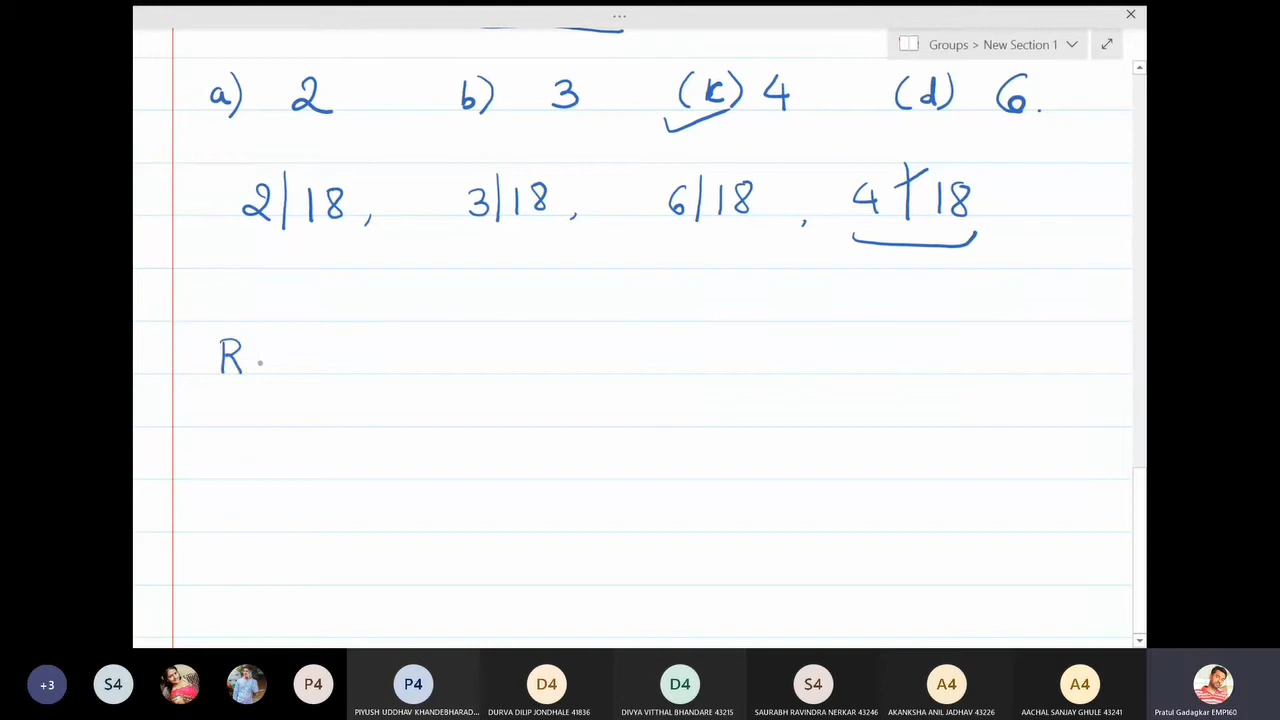 Groups > New Section 1
a) 2 b) 3 (c) 4 (d) 6.
2|18, 3|18, 6|18, 4∤18
R
+3 S4 P4 P4 D4 D4 S4 A4 A4
PIYUSH UDDHAV KHANDEBHARAD... DURVA DILIP JONDHALE 41836 DIVYA VITTHAL BHANDARE 43215 SAURABH RAVINDRA NERKAR 43246 AKANKSHA ANIL JADHAV 43226 AACHAL SANJAY GHULE 43241 Pratul Gadagkar EMP160